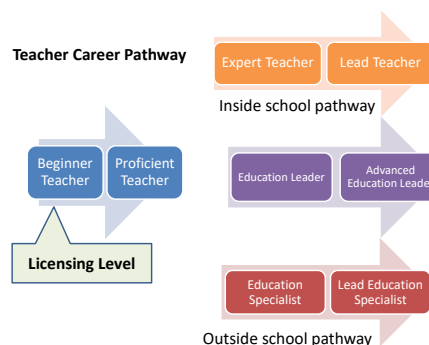 Teacher Career Pathway
Expert Teacher
Lead Teacher
Inside school pathway
Beginner
Teacher
Proficient
Teacher
Education Leader
Advanced
Education Leade
Licensing Level
Education
Specialist
Lead Education
Specialist
Outside school pathway